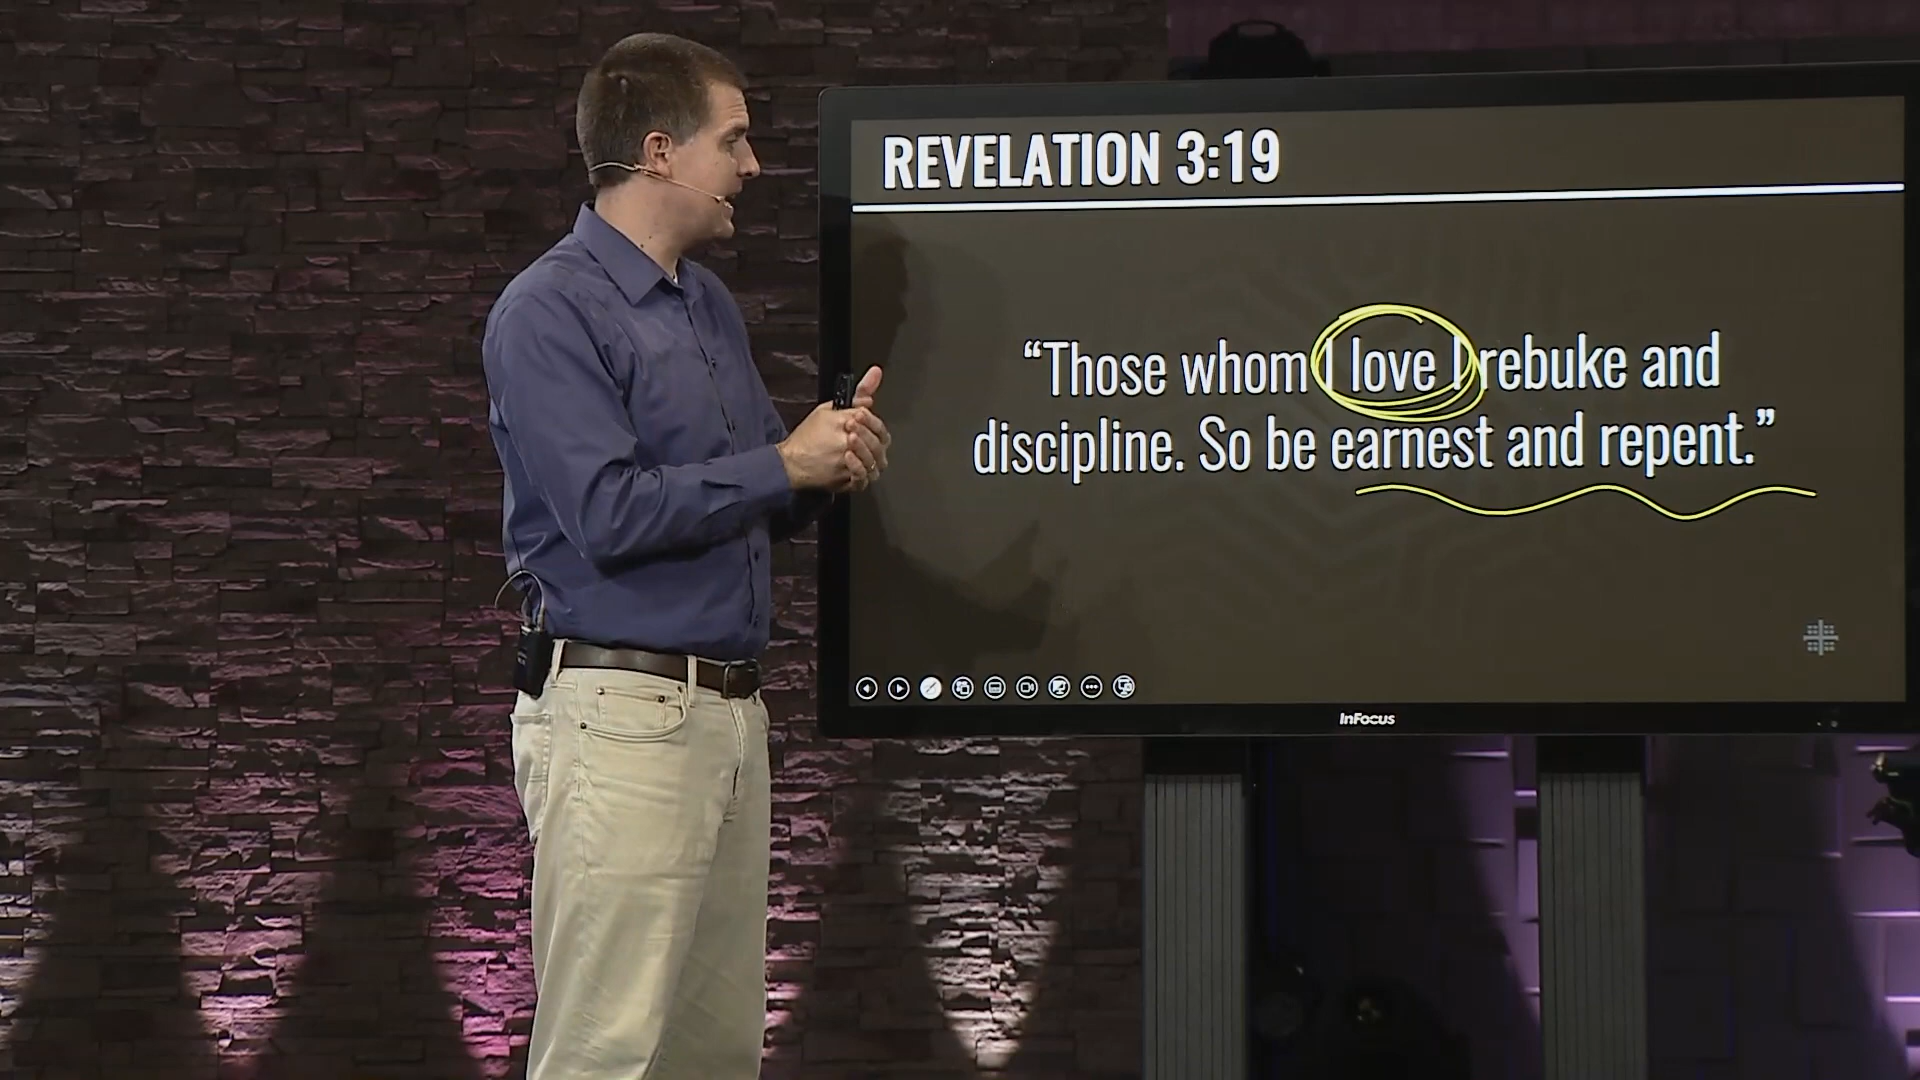 REVELATION 3:19
“Those whom I love I rebuke and
discipline. So be earnest and repent.”
InFocus